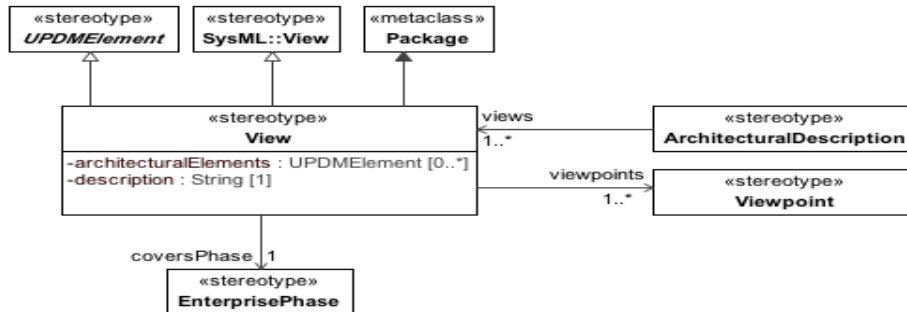 «stereotype»
UPDMElement
«stereotype»
SysML::View
«metaclass»
Package
«stereotype»
View
-architecturalElements : UPDMElement [0..*]
-description : String [1]
views
1..*
«stereotype»
ArchitecturalDescription
viewpoints
1..*
«stereotype»
Viewpoint
coversPhase 1
«stereotype»
EnterprisePhase